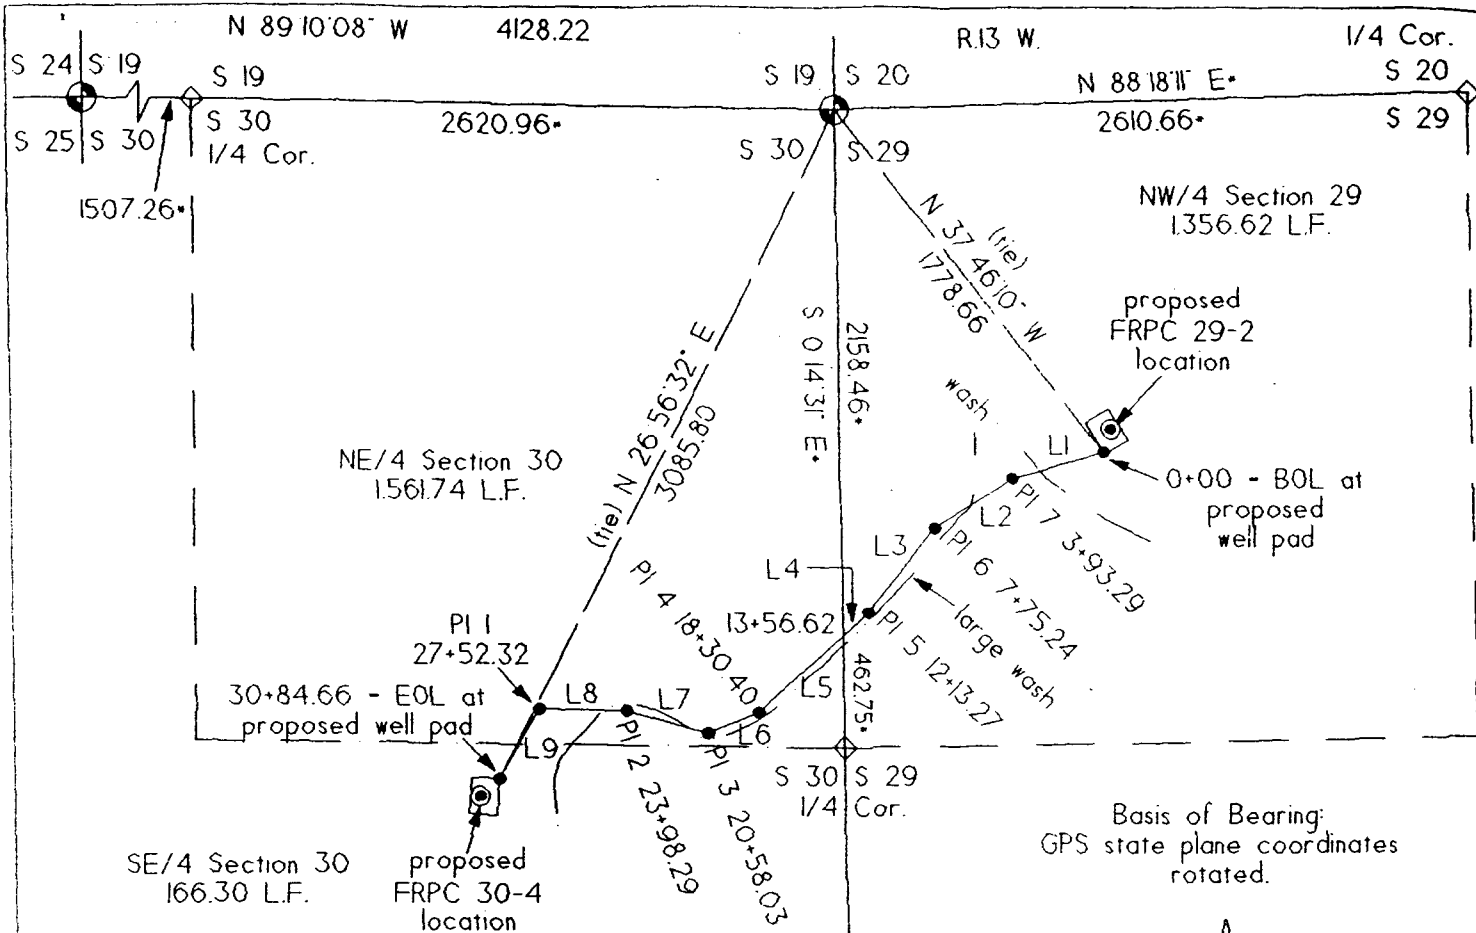 N 89 10'08" W 4128.22
R.13 W.
1/4 Cor.
S 24 S 19
S 19
S 19 S 20
N 88 18'11" E*
S 20
S 25 S 30
S 30
1/4 Cor.
2620.96*
S 30 S 29
2610.66*
S 29
1507.26*
NW/4 Section 29
1,356.62 L.F.
(tie)
N 37 46'10" W
1778.66
proposed
FRPC 29-2
location
2158.46*
S 0 14'31" E*
wash
(tie) N 26 56'32" E
3085.80
NE/4 Section 30
1,561.74 L.F.
L1
0+00 - BOL at
proposed
well pad
L2
PI 7 3+93.29
L3
PI 6 7+75.24
L4
large wash
PI 4 18+30.40
13+56.62
PI 5 12+13.27
PI 1
27+52.32
L5
462.75*
30+84.66 - EOL at
proposed well pad
L8
L7
L6
L9
PI 2 23+98.29
PI 3 20+58.03
S 30 S 29
1/4 Cor.
Basis of Bearing:
GPS state plane coordinates
rotated.
SE/4 Section 30
166.30 L.F.
proposed
FRPC 30-4
location